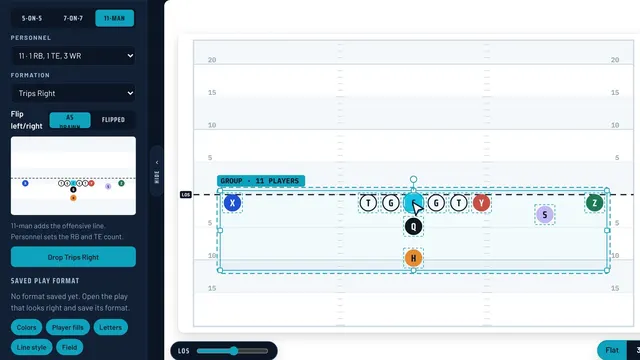 5-ON-5 7-ON-7 11-MAN
PERSONNEL
11 · 1 RB, 1 TE, 3 WR
FORMATION
Trips Right
Flip left/right
AS DRAWN
FLIPPED
11-man adds the offensive line.
Personnel sets the RB and TE count.
Drop Trips Right
SAVED PLAY FORMAT
No format saved yet. Open the play
that looks right and save its format.
Colors Player fills Letters
Line style Field
HIDE
20 20
15 15
10 10
5 5
GROUP · 11 PLAYERS
LOS
X T G G T Y S Z
Q
5 5
H
10 10
15 15
LOS
Flat